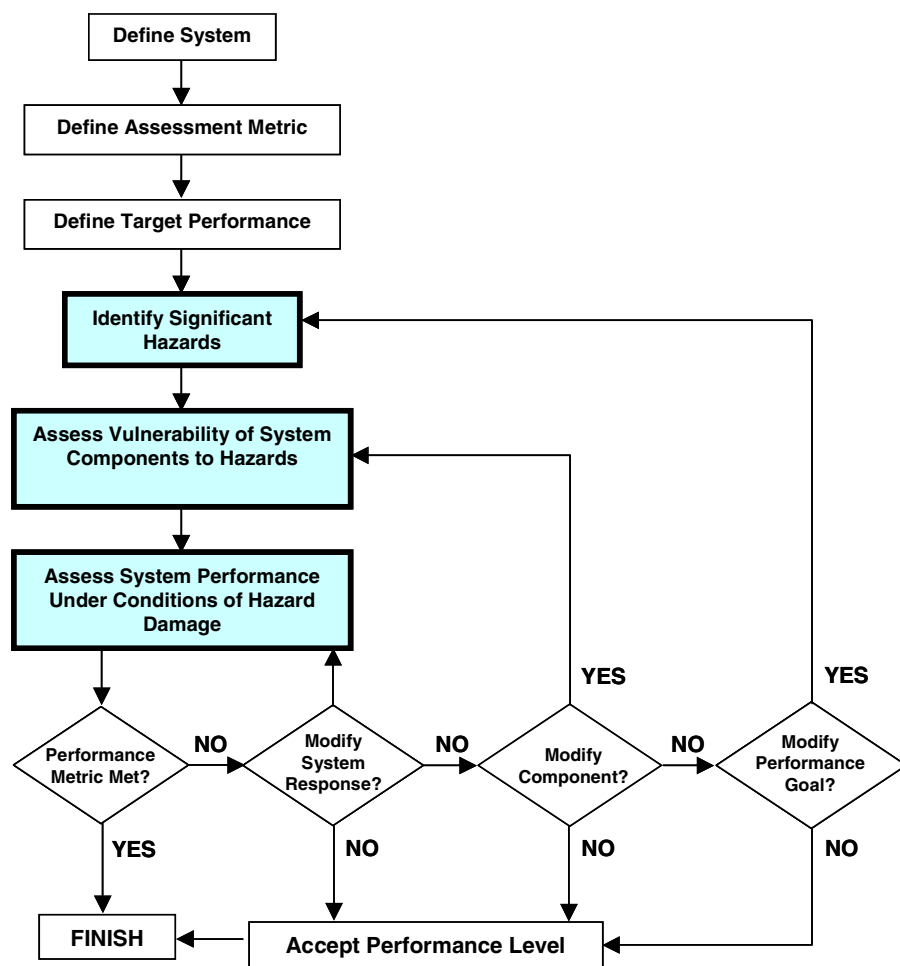 Define System
Define Assessment Metric
Define Target Performance
Identify Significant
Hazards
Assess Vulnerability of System
Components to Hazards
Assess System Performance
Under Conditions of Hazard
Damage
YES
YES
Performance
Metric Met?
NO
Modify
System
Response?
NO
Modify
Component?
NO
Modify
Performance
Goal?
YES
NO
NO
NO
FINISH
Accept Performance Level